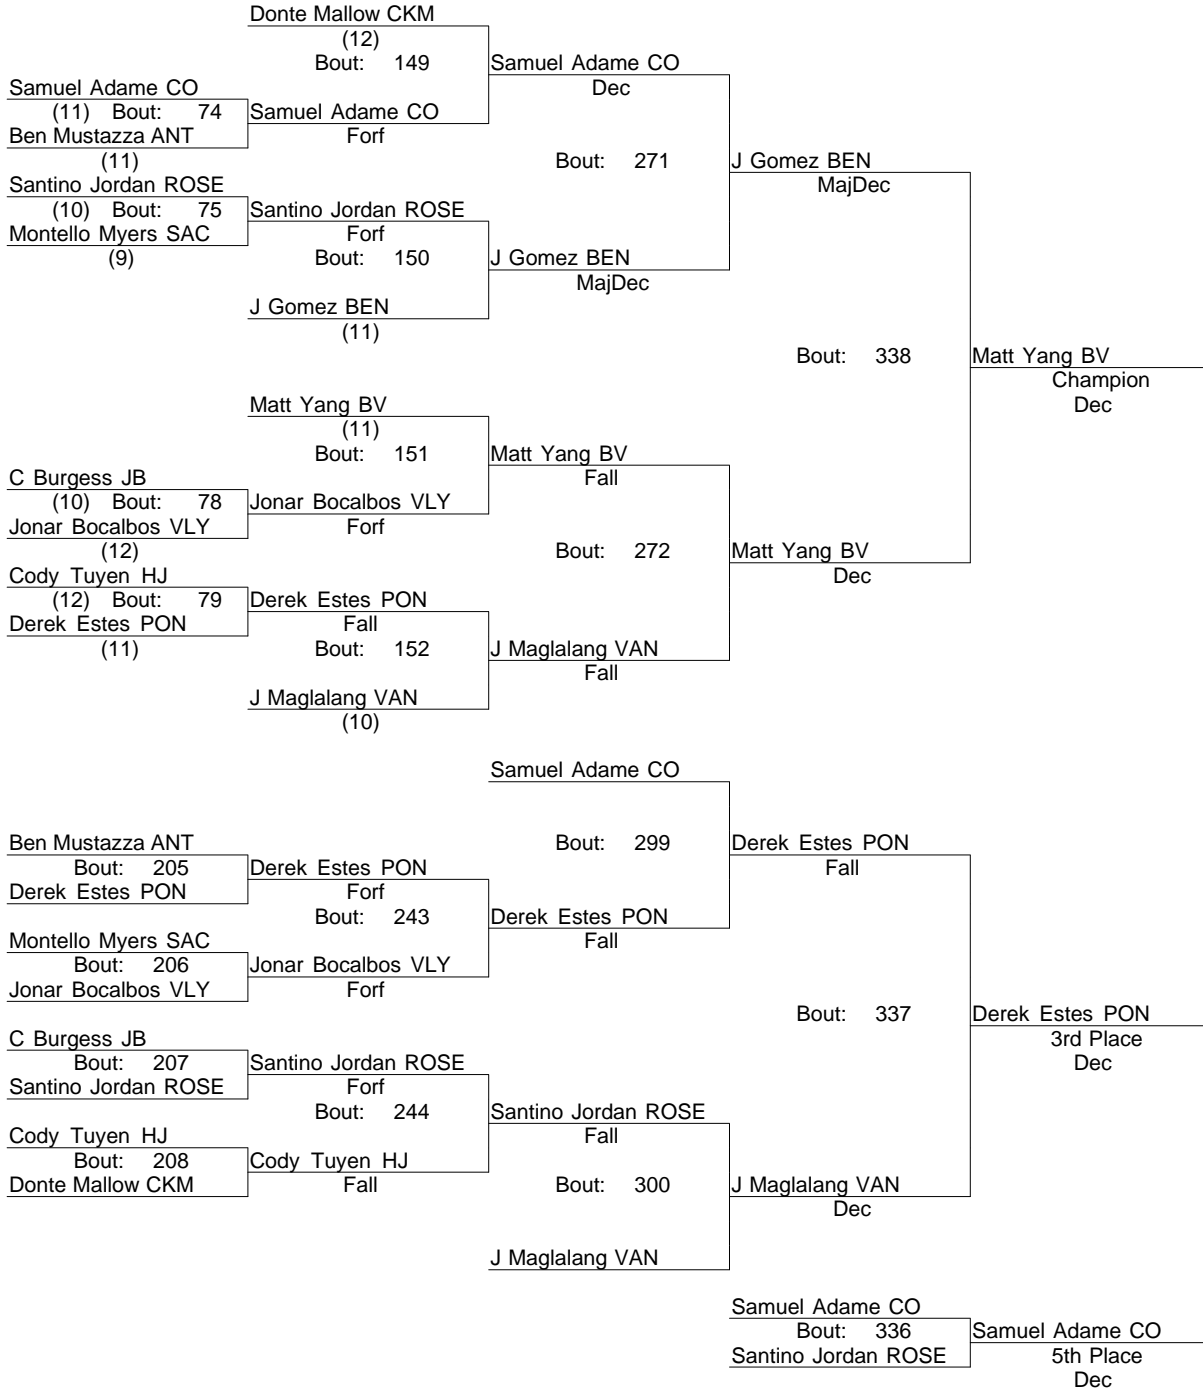 Donte Mallow CKM
(12)
Bout: 149
Samuel Adame CO
Dec
Samuel Adame CO
(11) Bout: 74
Samuel Adame CO
Ben Mustazza ANT
Forf
(11)
Bout: 271
J Gomez BEN
Santino Jordan ROSE
MajDec
(10) Bout: 75
Santino Jordan ROSE
Montello Myers SAC
Forf
(9)
Bout: 150
J Gomez BEN
MajDec
J Gomez BEN
(11)
Bout: 338
Matt Yang BV
Champion
Dec
Matt Yang BV
(11)
Bout: 151
Matt Yang BV
Fall
C Burgess JB
(10) Bout: 78
Jonar Bocalbos VLY
Jonar Bocalbos VLY
Forf
(12)
Bout: 272
Matt Yang BV
Dec
Cody Tuyen HJ
(12) Bout: 79
Derek Estes PON
Derek Estes PON
Fall
(11)
Bout: 152
J Maglalang VAN
Fall
J Maglalang VAN
(10)
Samuel Adame CO
Ben Mustazza ANT
Bout: 299
Derek Estes PON
Bout: 205
Derek Estes PON
Fall
Derek Estes PON
Forf
Bout: 243
Derek Estes PON
Fall
Montello Myers SAC
Bout: 206
Jonar Bocalbos VLY
Jonar Bocalbos VLY
Forf
Bout: 337
Derek Estes PON
3rd Place
Dec
C Burgess JB
Bout: 207
Santino Jordan ROSE
Santino Jordan ROSE
Forf
Bout: 244
Santino Jordan ROSE
Fall
Cody Tuyen HJ
Bout: 208
Cody Tuyen HJ
Donte Mallow CKM
Fall
Bout: 300
J Maglalang VAN
Dec
J Maglalang VAN
Samuel Adame CO
Bout: 336
Samuel Adame CO
Santino Jordan ROSE
5th Place
Dec